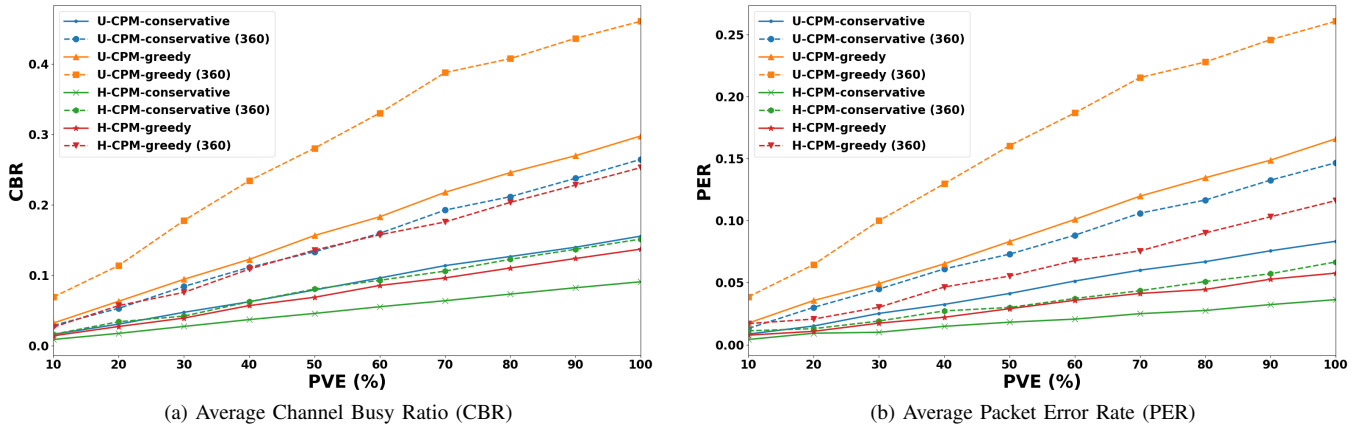 U-CPM-conservative
U-CPM-conservative (360)
U-CPM-greedy
U-CPM-greedy (360)
H-CPM-conservative
H-CPM-conservative (360)
H-CPM-greedy
H-CPM-greedy (360)
CBR
0.4
0.3
0.2
0.1
0.0
10 20 30 40 50 60 70 80 90 100
PVE (%)
(a) Average Channel Busy Ratio (CBR)
U-CPM-conservative
U-CPM-conservative (360)
U-CPM-greedy
U-CPM-greedy (360)
H-CPM-conservative
H-CPM-conservative (360)
H-CPM-greedy
H-CPM-greedy (360)
PER
0.25
0.20
0.15
0.10
0.05
0.00
10 20 30 40 50 60 70 80 90 100
PVE (%)
(b) Average Packet Error Rate (PER)